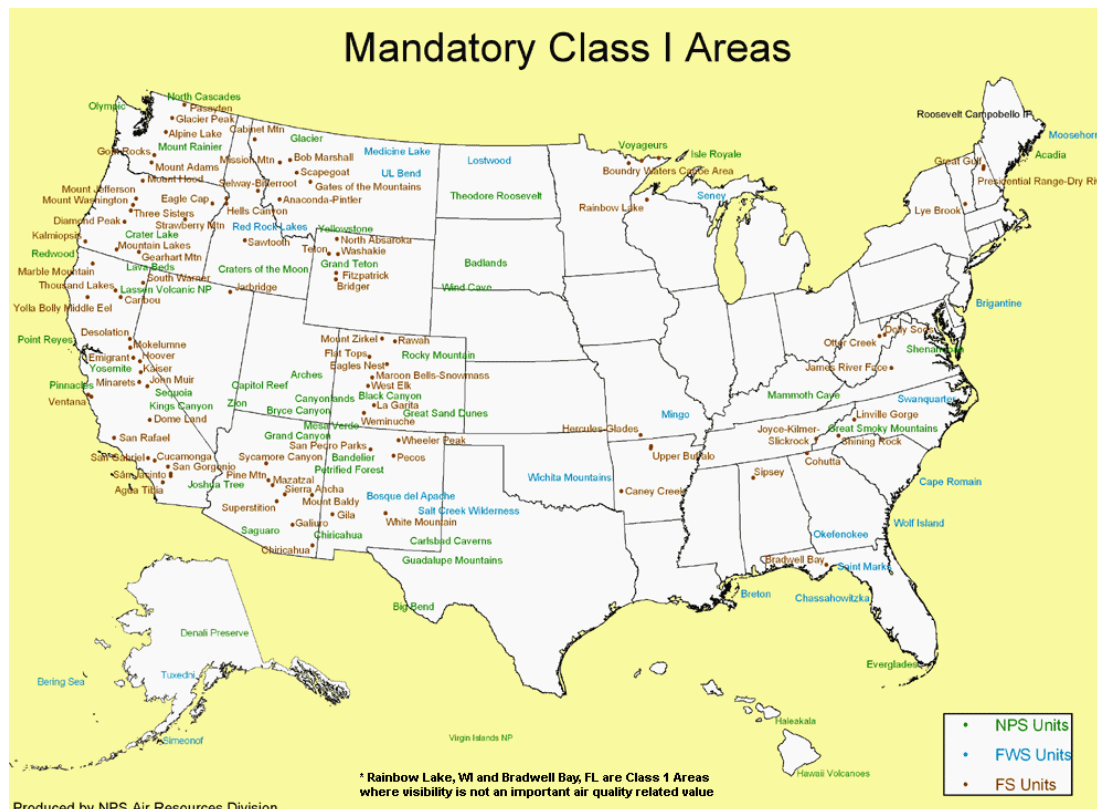 Mandatory Class I Areas
North Cascades
Olympic
Pasayten
Glacier Peak
Alpine Lake
Goat Rocks
Mount Rainier
Mount Adams
Mount Hood
Mount Jefferson
Mount Washington
Three Sisters
Diamond Peak
Strawberry Mtn
Eagle Cap
Hells Canyon
Kalmiopsis
Crater Lake
Mountain Lakes
Gearhart Mtn
Redwood
Lava Beds
Marble Mountain
South Warner
Thousand Lakes
Lassen Volcanic NP
Caribou
Yolla Bolly Middle Eel
Jarbridge
Cabinet Mtn
Glacier
Mission Mtn
Bob Marshall
Scapegoat
Selway-Bitterroot
Gates of the Mountains
Anaconda-Pintler
Medicine Lake
UL Bend
Red Rock Lakes
Sawtooth
Craters of the Moon
Yellowstone
North Absaroka
Teton
Washakie
Grand Teton
Fitzpatrick
Bridger
Lostwood
Theodore Roosevelt
Badlands
Wind Cave
Voyageurs
Isle Royale
Boundry Waters Canoe Area
Rainbow Lake
Seney
Roosevelt Campobello IP
Moosehorn
Acadia
Great Gulf
Presidential Range-Dry Ri
Lye Brook
Brigantine
Desolation
Mokelumne
Point Reyes
Emigrant
Hoover
Yosemite
Kaiser
Minarets
John Muir
Pinnacles
Sequoia
Ventana
Kings Canyon
Dome Land
San Rafael
San Gabriel
Cucamonga
San Gorgonio
San Jacinto
Agua Tibia
Joshua Tree
Mount Zirkel
Rawah
Flat Tops
Rocky Mountain
Eagles Nest
Maroon Bells-Snowmass
Arches
West Elk
Capitol Reef
Canyonlands
Black Canyon
Zion
Bryce Canyon
La Garita
Great Sand Dunes
Weminuche
Mesa Verde
Grand Canyon
Wheeler Peak
San Pedro Parks
Sycamore Canyon
Bandelier
Pecos
Petrified Forest
Pine Mtn
Mazatzal
Sierra Ancha
Mount Baldy
Superstition
Bosque del Apache
Salt Creek Wilderness
Gila
White Mountain
Galiuro
Saguaro
Chiricahua
Chiricahua
Carlsbad Caverns
Guadalupe Mountains
Big Bend
Mingo
Hercules-Glades
Upper Buffalo
Wichita Mountains
Caney Creek
Dolly Sods
Otter Creek
Shenandoah
James River Face
Mammoth Cave
Swanquarter
Linville Gorge
Joyce-Kilmer-
Slickrock
Great Smoky Mountains
Shining Rock
Cohutta
Sipsey
Cape Romain
Wolf Island
Okefenokee
Bradwell Bay
Saint Marks
Breton
Chassahowitzka
Everglades
Denali Preserve
Bering Sea
Tuxedni
Simeonof
Virgin Islands NP
Haleakala
Hawaii Volcanoes
NPS Units
FWS Units
FS Units
* Rainbow Lake, WI and Bradwell Bay, FL are Class 1 Areas
where visibility is not an important air quality related value
Produced by NPS Air Resources Division